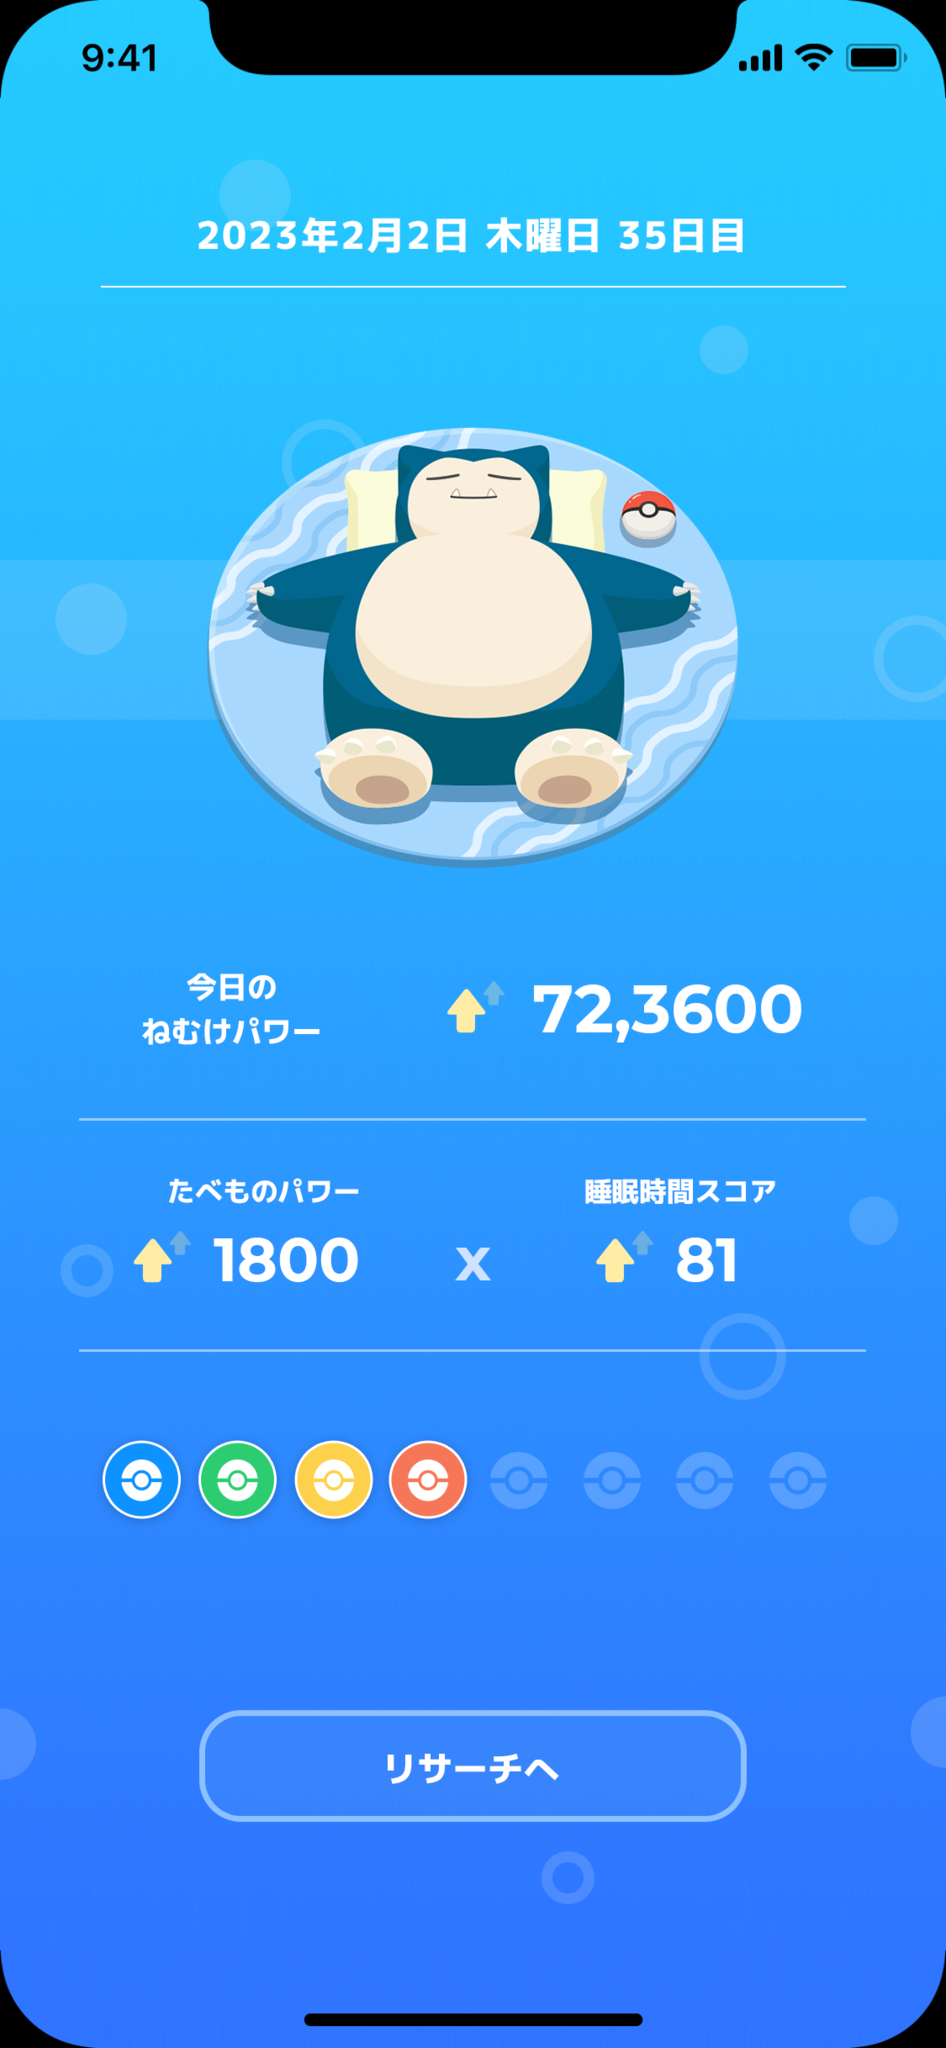 9:41
2023年2月2日 木曜日 35日目
今日の
ねむけパワー
72,3600
たべものパワー
1800
x
睡眠時間スコア
81
リサーチへ